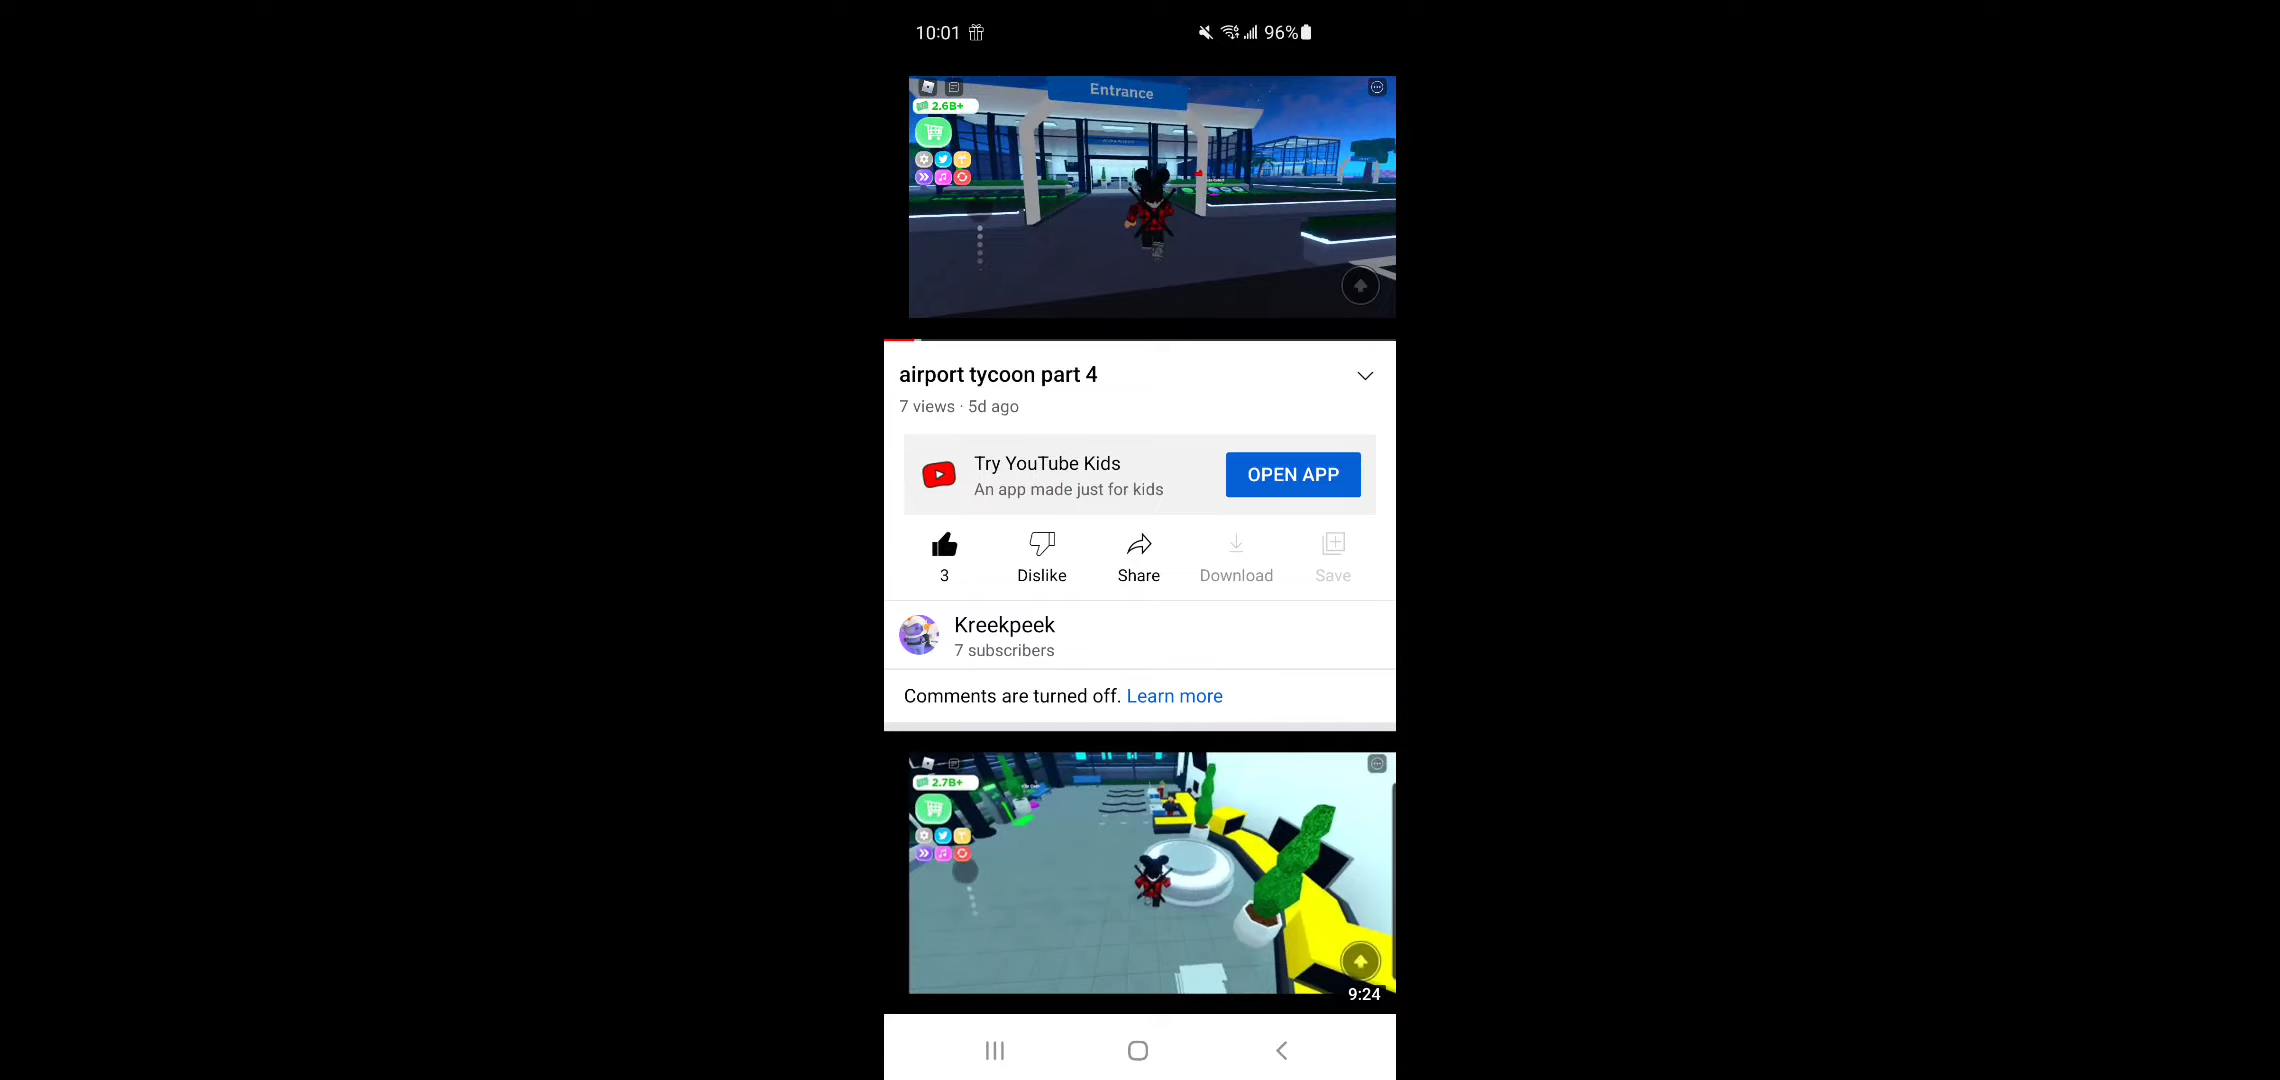 10:01
96%
Entrance
2.6B+
airport tycoon part 4
7 views · 5d ago
Try YouTube Kids
An app made just for kids
OPEN APP
3
Dislike
Share
Download
Save
Kreekpeek
7 subscribers
Comments are turned off. Learn more
2.7B+
9:24